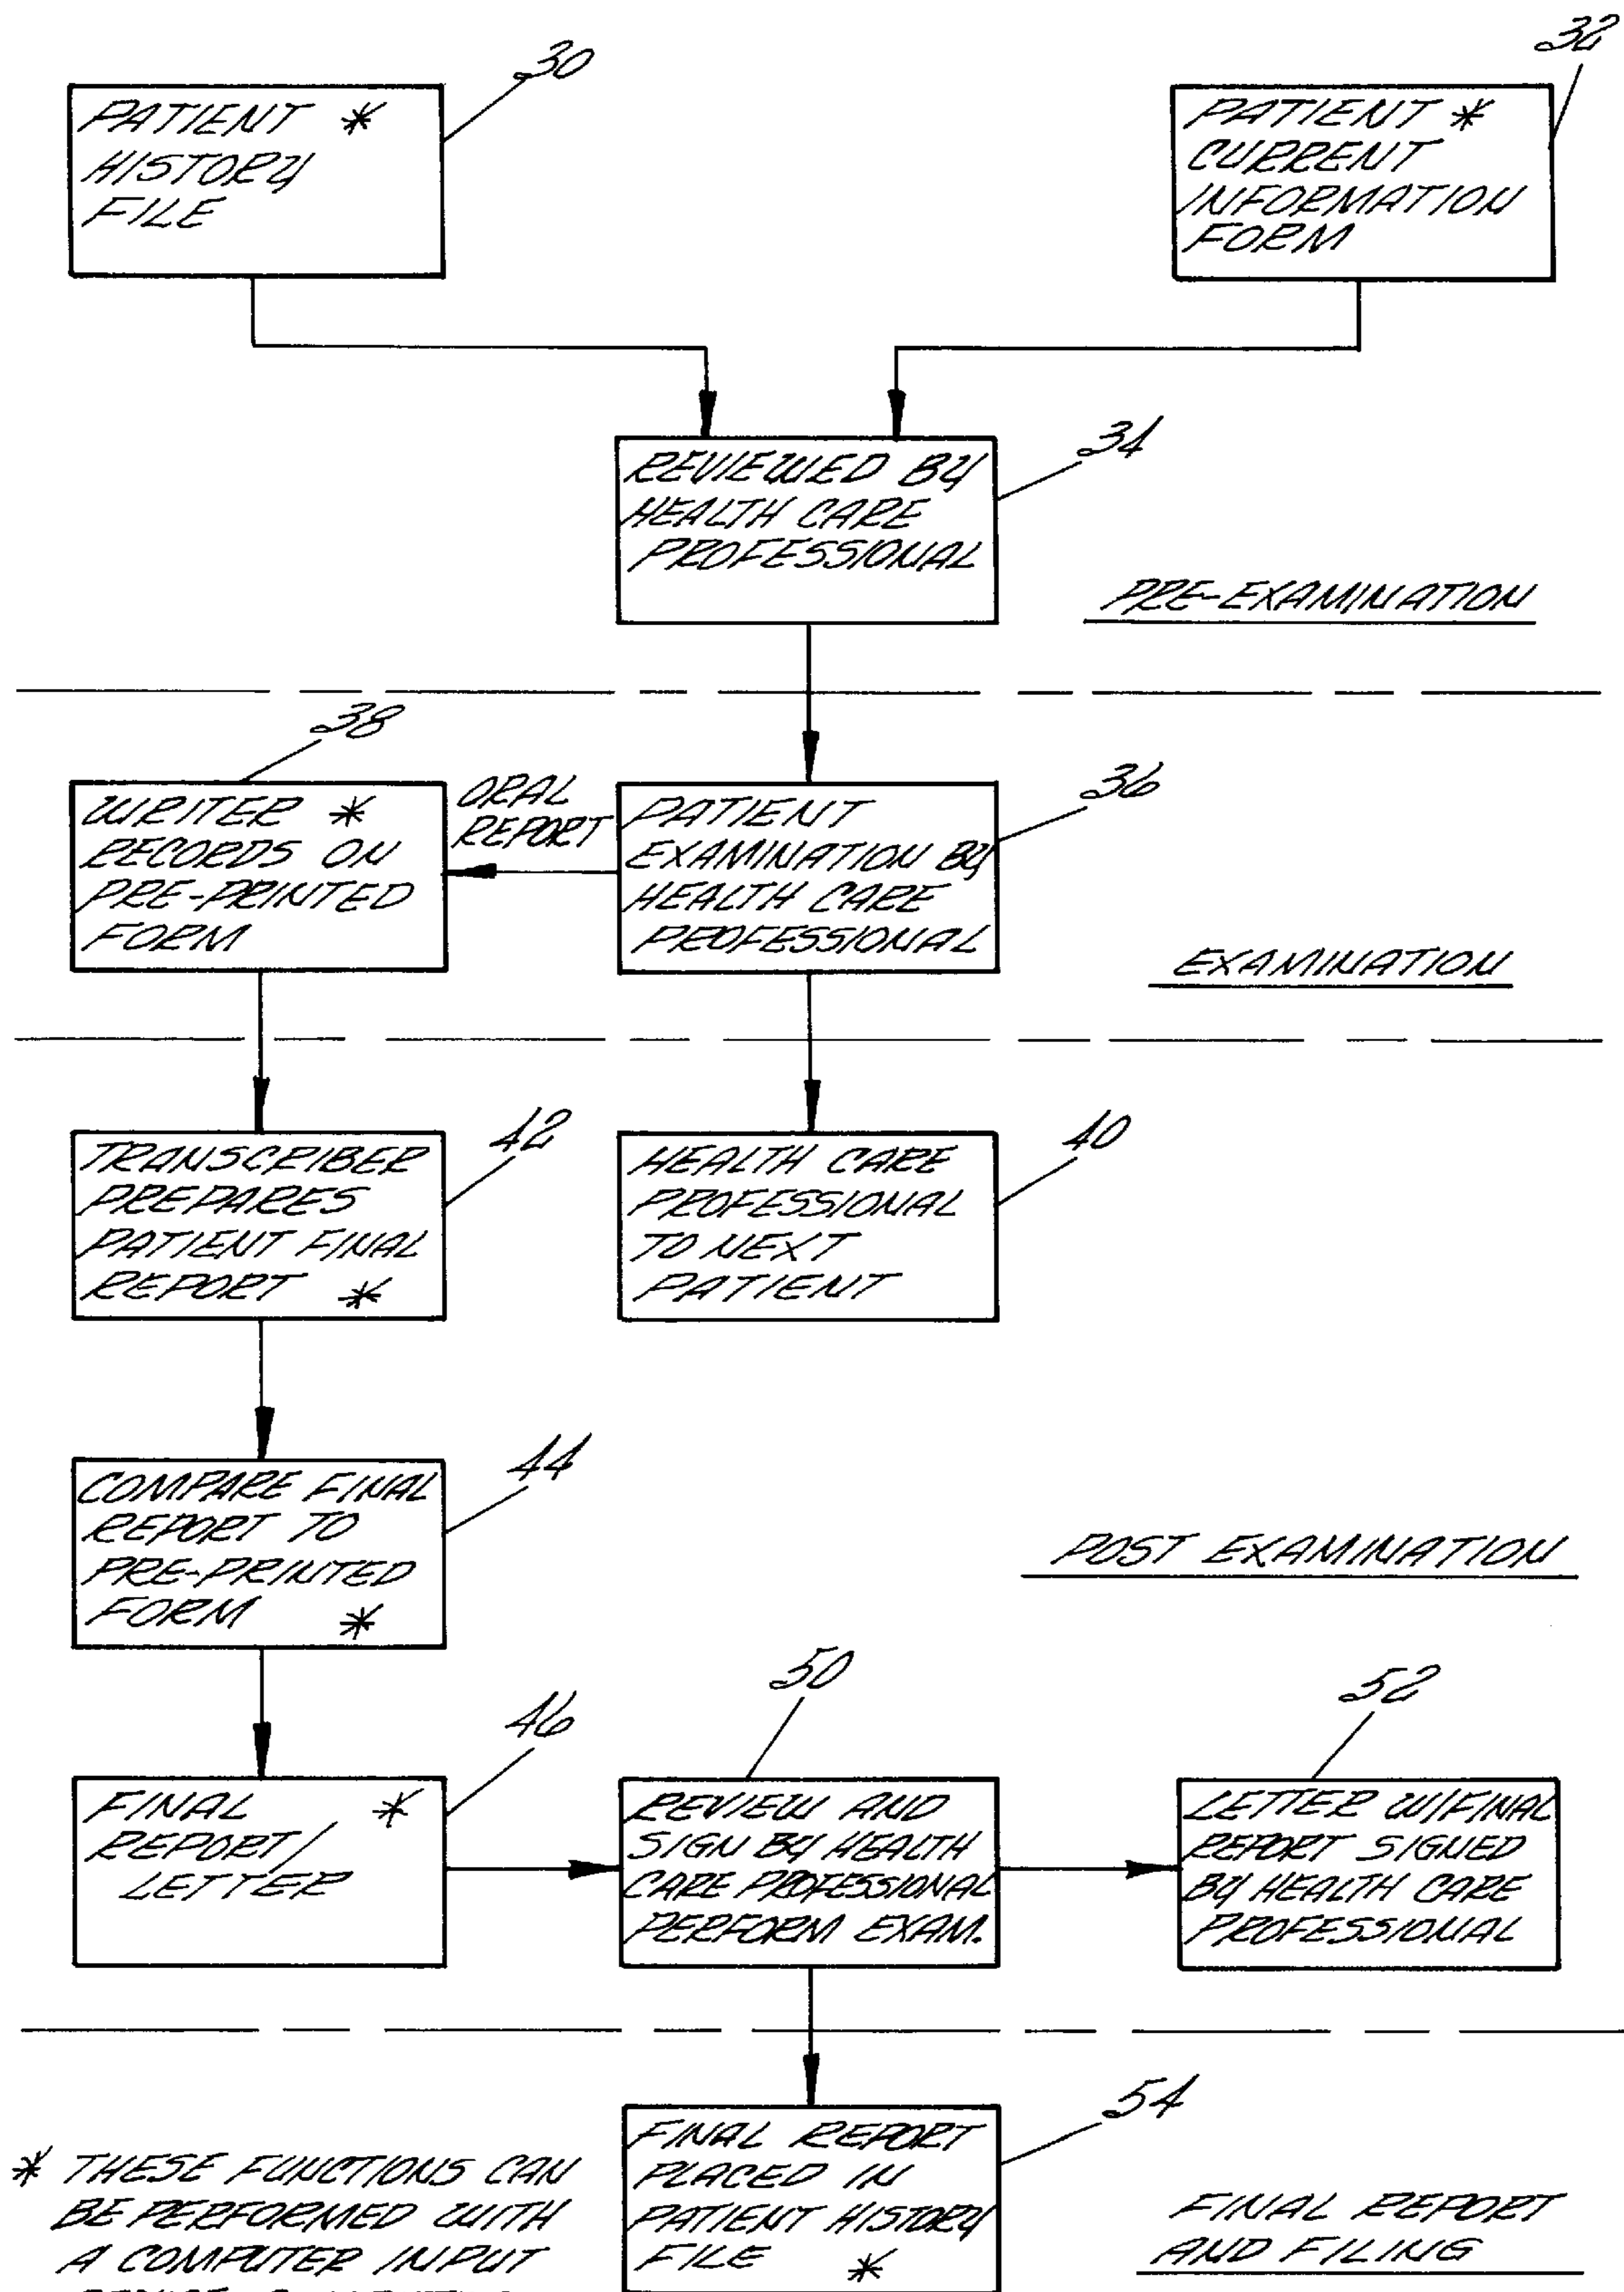 30
PATIENT *
HISTORY
FILE
32
PATIENT *
CURRENT
INFORMATION
FORM
34
REVIEWED BY
HEALTH CARE
PROFESSIONAL
PRE-EXAMINATION
38
WRITER *
RECORDS ON
PRE-PRINTED
FORM
ORAL
REPORT
36
PATIENT
EXAMINATION BY
HEALTH CARE
PROFESSIONAL
EXAMINATION
42
TRANSCRIBER
PREPARES
PATIENT FINAL
REPORT *
40
HEALTH CARE
PROFESSIONAL
TO NEXT
PATIENT
44
COMPARE FINAL
REPORT TO
PRE-PRINTED
FORM *
POST EXAMINATION
46
FINAL *
REPORT/
LETTER
50
REVIEW AND
SIGN BY HEALTH
CARE PROFESSIONAL
PERFORM EXAM.
52
LETTER W/FINAL
REPORT SIGNED
BY HEALTH CARE
PROFESSIONAL
54
FINAL REPORT
PLACED IN
PATIENT HISTORY
FILE *
* THESE FUNCTIONS CAN
BE PERFORMED WITH
A COMPUTER INPUT
FINAL REPORT
AND FILING